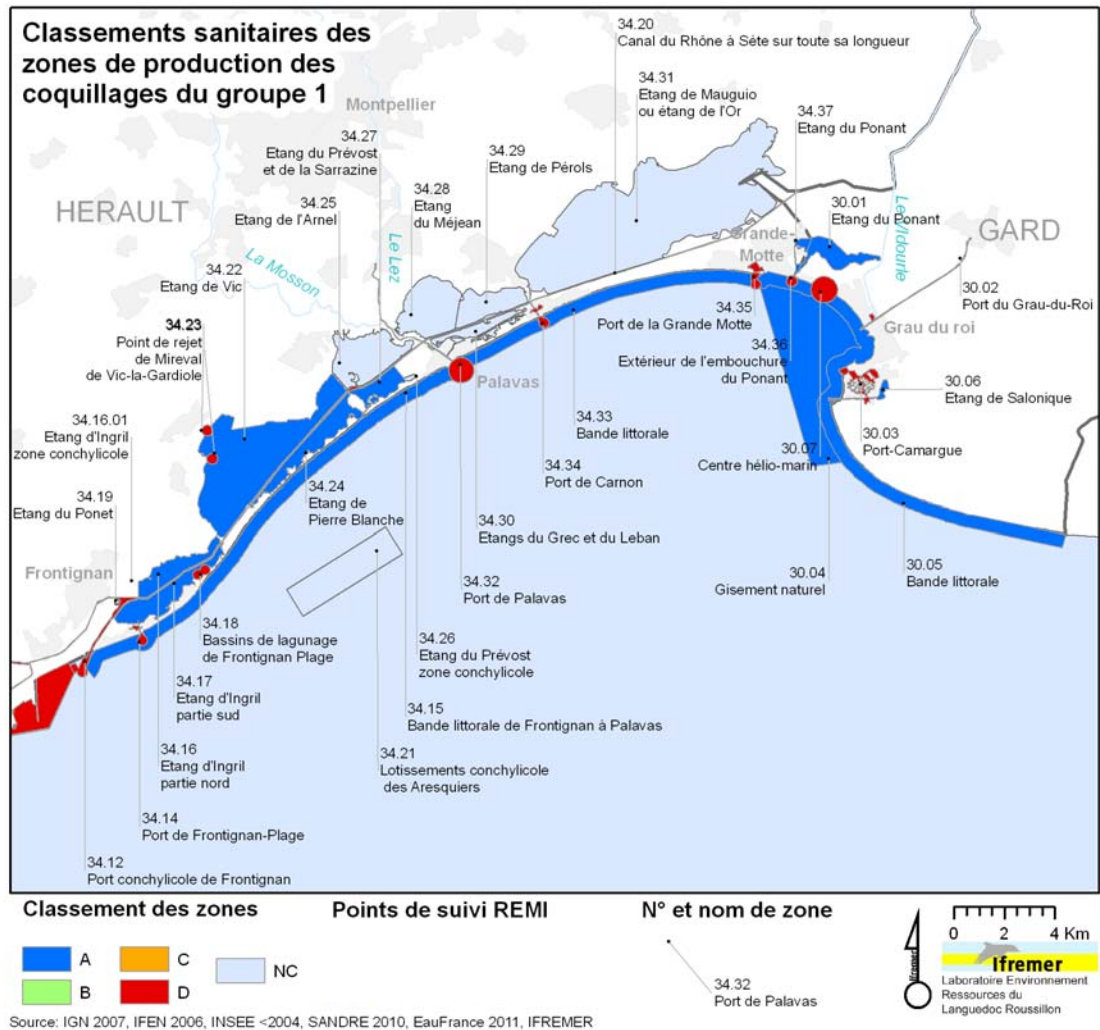 Classements sanitaires des
zones de production des
coquillages du groupe 1
34.20
Canal du Rhône à Sète sur toute sa longueur
34.31
Etang de Mauguio
ou étang de l'Or
Montpellier
34.37
Etang du Ponant
34.27
Etang du Prévost
et de la Sarrazine
34.29
Etang de Pérols
34.28
Etang
du Méjean
HERAULT
34.25
Etang de l'Arnel
30.01
Etang du Ponant
GARD
Le Lez
Le Vidourle
La Mosson
Grande-
Motte
34.22
Etang de Vic
30.02
Port du Grau-du-Roi
34.23
Point de rejet
de Mireval
de Vic-la-Gardiole
34.35
Port de la Grande Motte
Grau du roi
34.36
Extérieur de l'embouchure
du Ponant
Palavas
30.06
Etang de Salonique
34.16.01
Etang d'Ingril
zone conchylicole
34.33
Bande littorale
30.03
Port-Camargue
30.07
Centre hélio-marin
34.34
Port de Carnon
34.19
Etang du Ponet
34.24
Etang de
Pierre Blanche
34.30
Etangs du Grec et du Leban
Frontignan
30.04
Gisement naturel
30.05
Bande littorale
34.32
Port de Palavas
34.18
Bassins de lagunage
de Frontignan Plage
34.26
Etang du Prévost
zone conchylicole
34.17
Etang d'Ingril
partie sud
34.15
Bande littorale de Frontignan à Palavas
34.16
Etang d'Ingril
partie nord
34.21
Lotissements conchylicole
des Aresquiers
34.14
Port de Frontignan-Plage
34.12
Port conchylicole de Frontignan
Classement des zones
Points de suivi REMI
N° et nom de zone
A
C
NC
B
D
34.32
Port de Palavas
0 2 4 Km
Ifremer
Ifremer
Laboratoire Environnement
Ressources du
Languedoc Roussillon
Source: IGN 2007, IFEN 2006, INSEE <2004, SANDRE 2010, EauFrance 2011, IFREMER